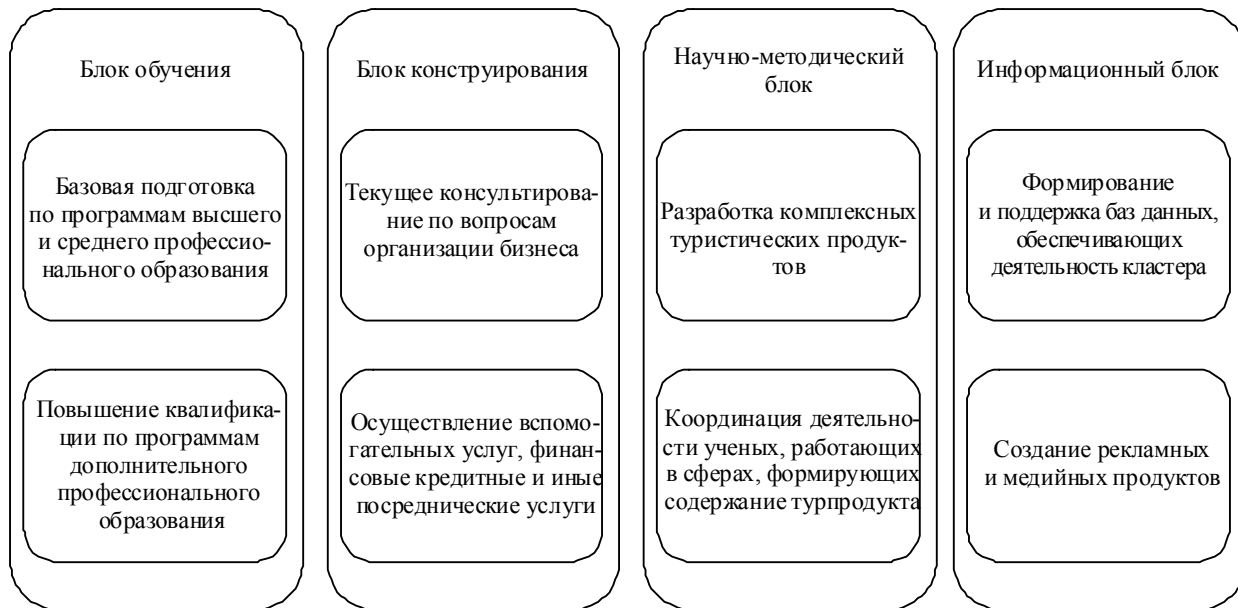 Блок обучения
Базовая подготовка
по программам высшего
и среднего профессио-
нального образования
Повышение квалифика-
ции по программам
дополнительного
профессионального
образования
Блок конструирования
Текущее консультирова-
ние по вопросам
организации бизнеса
Осуществление вспомо-
гательных услуг, финан-
совые кредитные и иные
посреднические услуги
Научно-методический
блок
Разработка комплексных
туристических продук-
тов
Координация деятельно-
сти ученых, работающих
в сферах, формирующих
содержание турпродукта
Информационный блок
Формирование
и поддержка баз данных,
обеспечивающих
деятельность кластера
Создание рекламных
и медийных продуктов